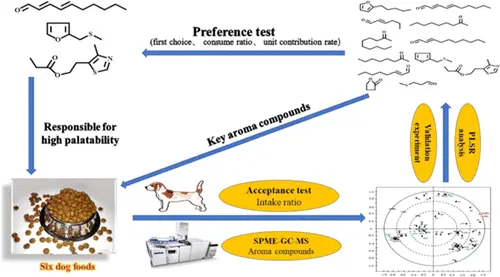 Preference test
(first choice、 consume ratio、 unit contribution rate)
Responsible for
high palatability
Key aroma compounds
Validation
experiment
PLSR
analysis
Acceptance test
Intake ratio
SPME-GC-MS
Aroma compounds
Six dog foods